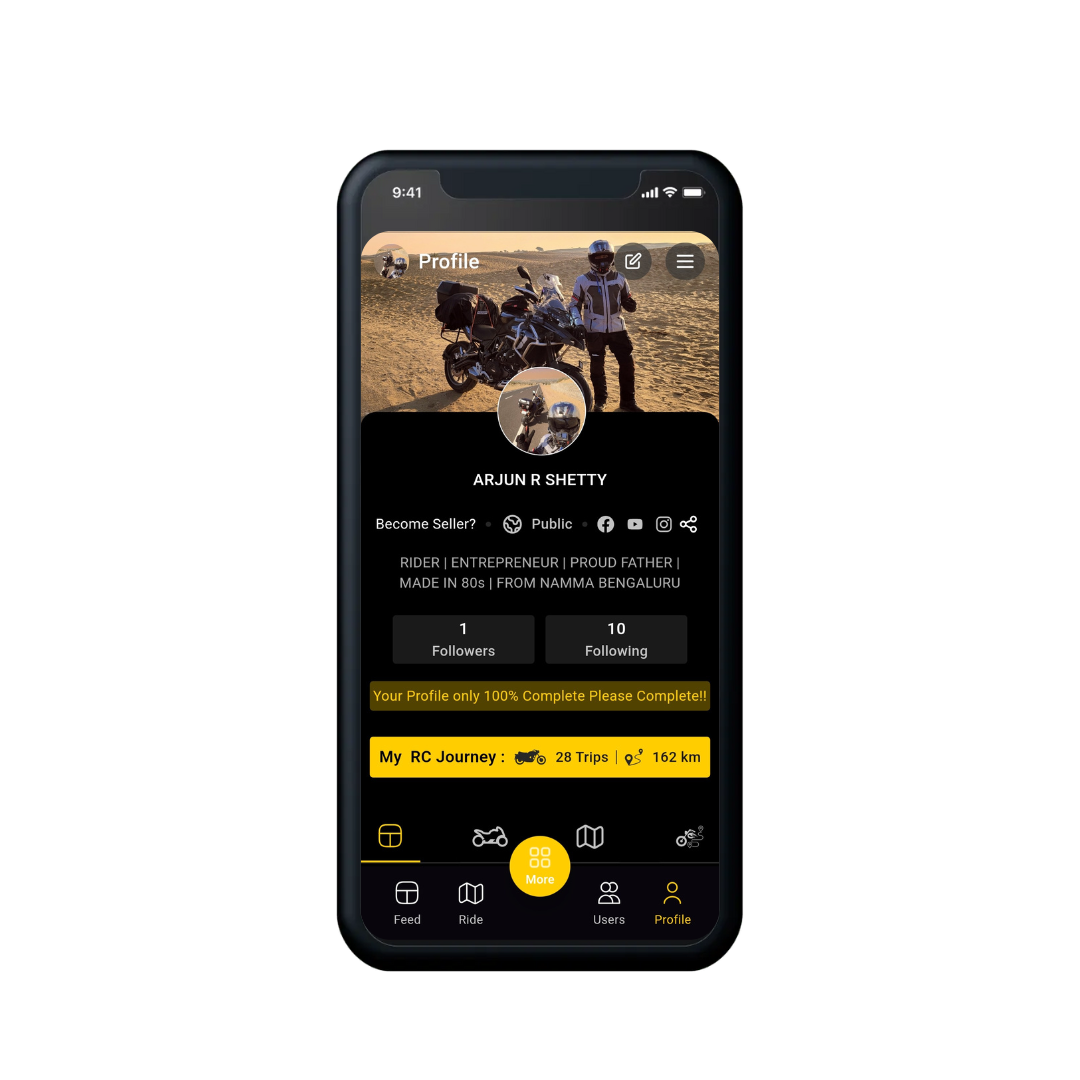 9:41
Profile
ARJUN R SHETTY
Become Seller? • Public •
RIDER | ENTREPRENEUR | PROUD FATHER |
MADE IN 80s | FROM NAMMA BENGALURU
1
Followers
10
Following
Your Profile only 100% Complete Please Complete!!
My RC Journey : 28 Trips | 162 km
More
Feed
Ride
Users
Profile